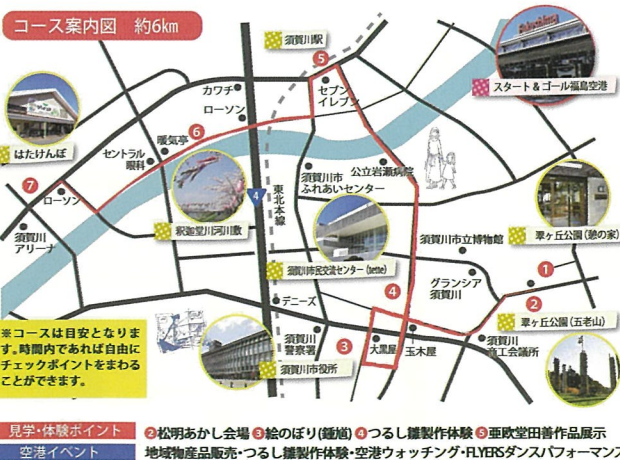 コース案内図 約6km
須賀川駅
5
セブン
イレブン
スタート&ゴール福島空港
カワチ
ローソン
6
暖気亭
はたけんぼ
セントラル
眼科
7
ローソン
須賀川
アリーナ
釈迦堂川河川敷
4
東北本線
須賀川市
ふれあいセンター
公立岩瀬病院
須賀川市民交流センター(tette)
須賀川市立博物館
グランシア
須賀川
翠ヶ丘公園(憩の家)
1
2
4
デニーズ
翠ヶ丘公園(五老山)
※コースは目安となりま
す。時間内であれば自由に
チェックポイントをまわる
ことができます。
須賀川
警察署
3
大黒屋
玉木屋
須賀川
商工会議所
須賀川市役所
見学・体験ポイント ②松明あかし会場 ③絵のぼり(鍾馗) ④つるし雛製作体験 ⑤亜欧堂田善作品展示
空港イベント 地域物産品販売・つるし雛製作体験・空港ウォッチング・FLYERSダンスパフォーマンス